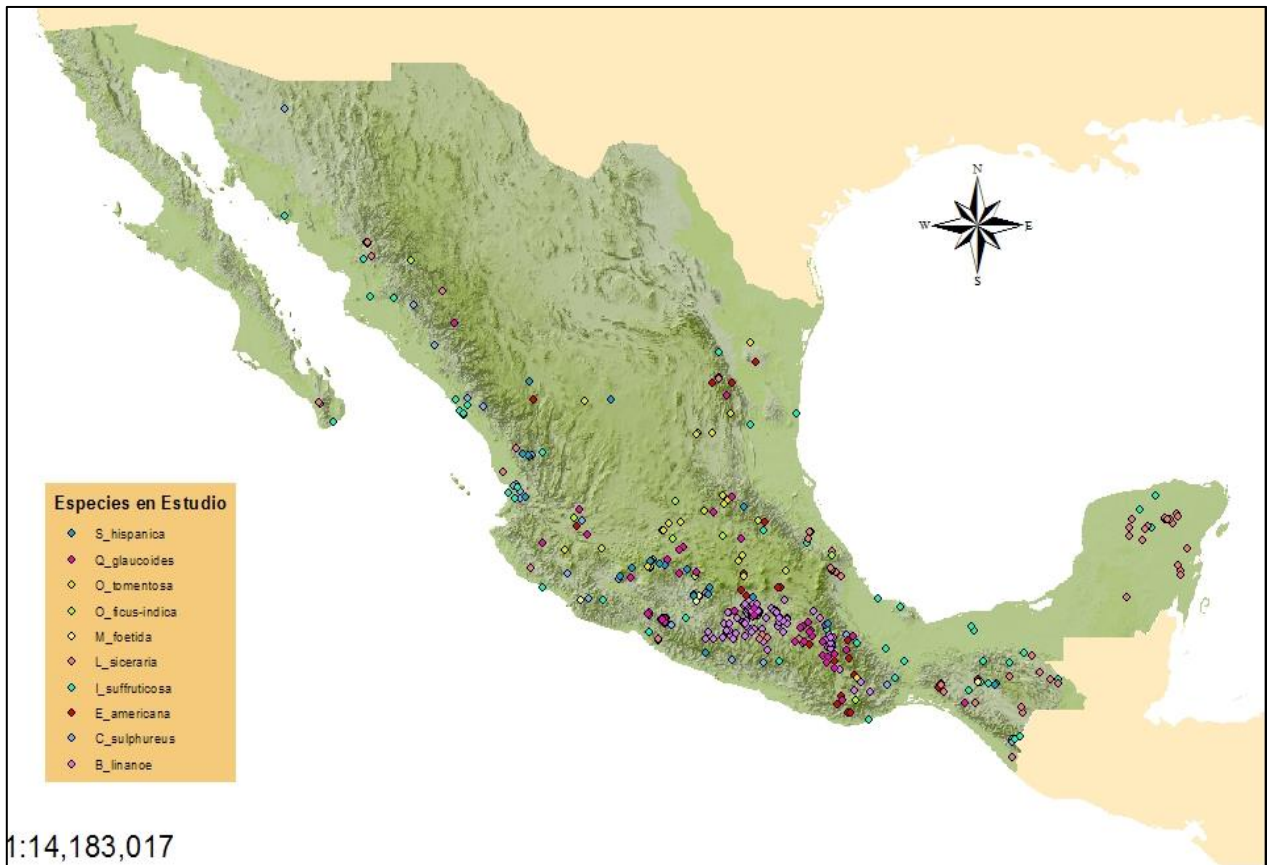 N
W
E
S
Especies en Estudio
S_hispanica
Q_glaucoides
O_tomentosa
O_ficus-indica
M_foetida
L_siceraria
I_suffruticosa
E_americana
C_sulphureus
B_linanoe
1:14,183,017